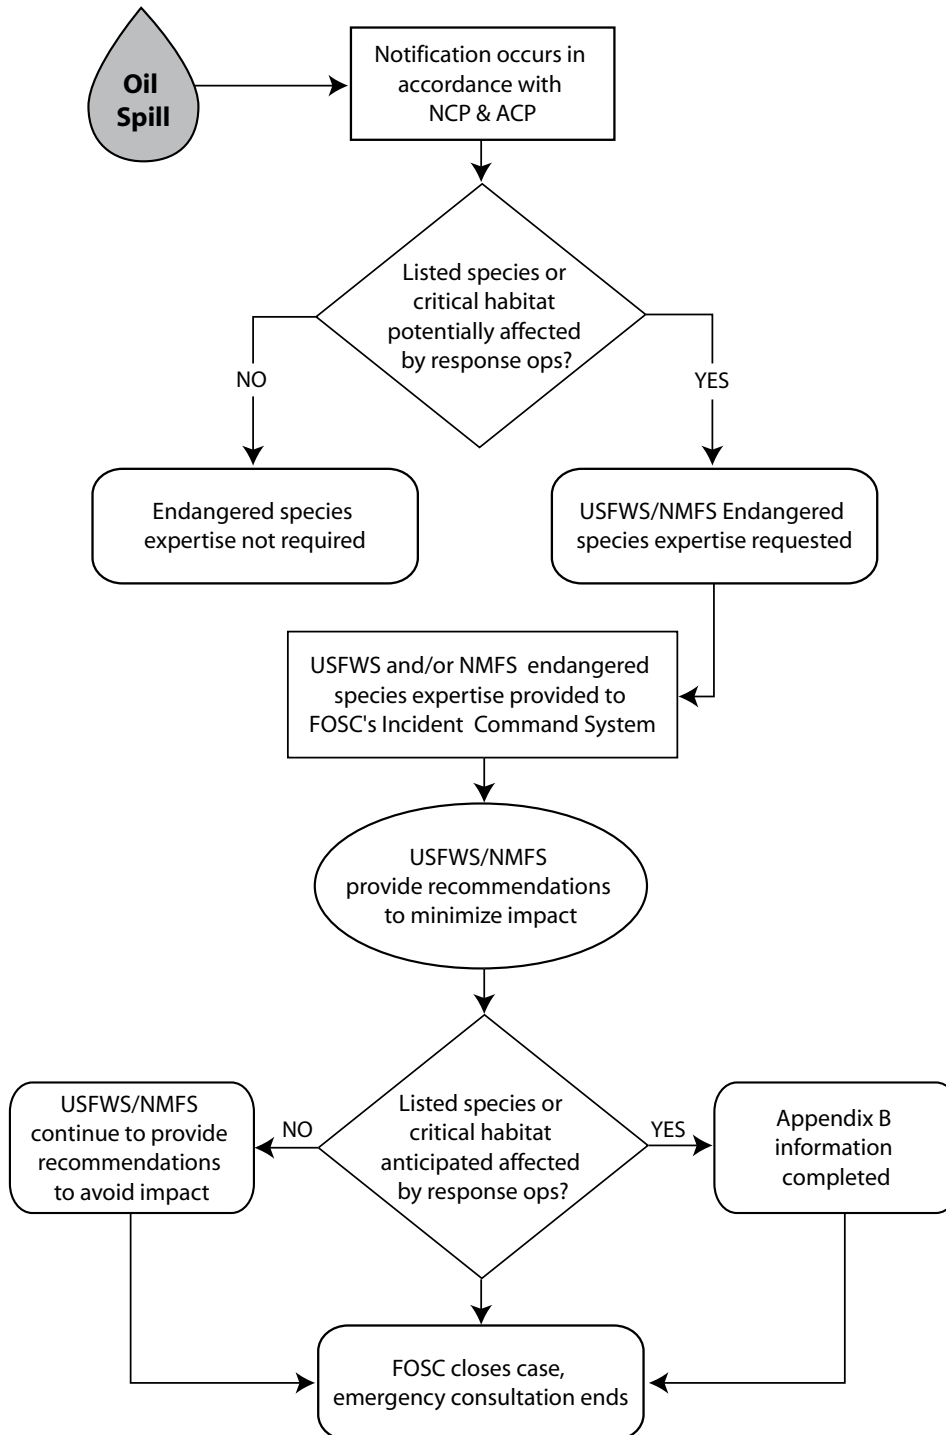 Oil
Spill
Notification occurs in
accordance with
NCP & ACP
Listed species or
critical habitat
potentially affected
by response ops?
NO
YES
Endangered species
expertise not required
USFWS/NMFS Endangered
species expertise requested
USFWS and/or NMFS endangered
species expertise provided to
FOSC's Incident Command System
USFWS/NMFS
provide recommendations
to minimize impact
USFWS/NMFS
continue to provide
recommendations
to avoid impact
NO
Listed species or
critical habitat
anticipated affected
by response ops?
YES
Appendix B
information
completed
FOSC closes case,
emergency consultation ends